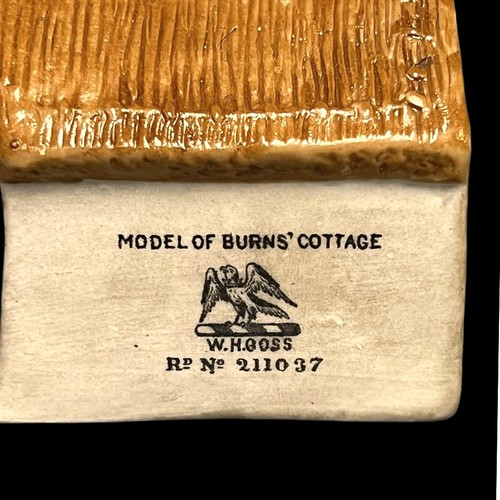 MODEL OF BURNS' COTTAGE
W.H.GOSS
Rᴰ Nº 211037